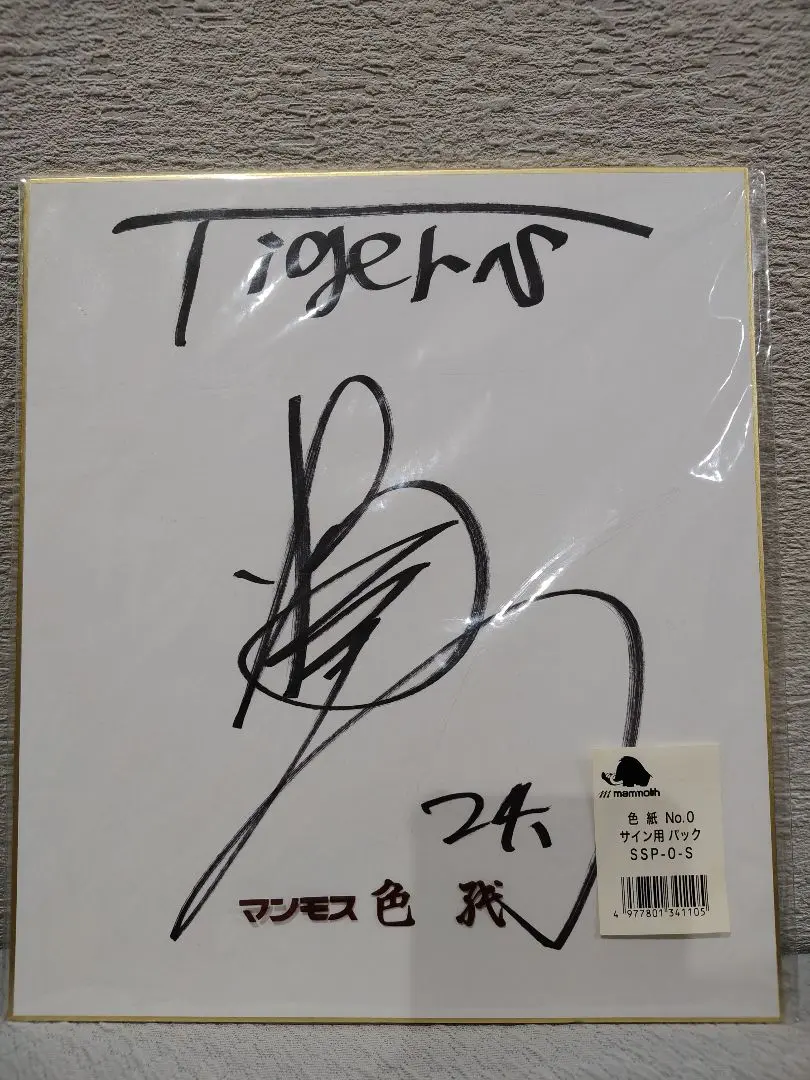 Tigers
24
mammoth
色紙 No.0
サイン用 パック
SSP-0-S
4 977801 341105
マンモス 色 紙